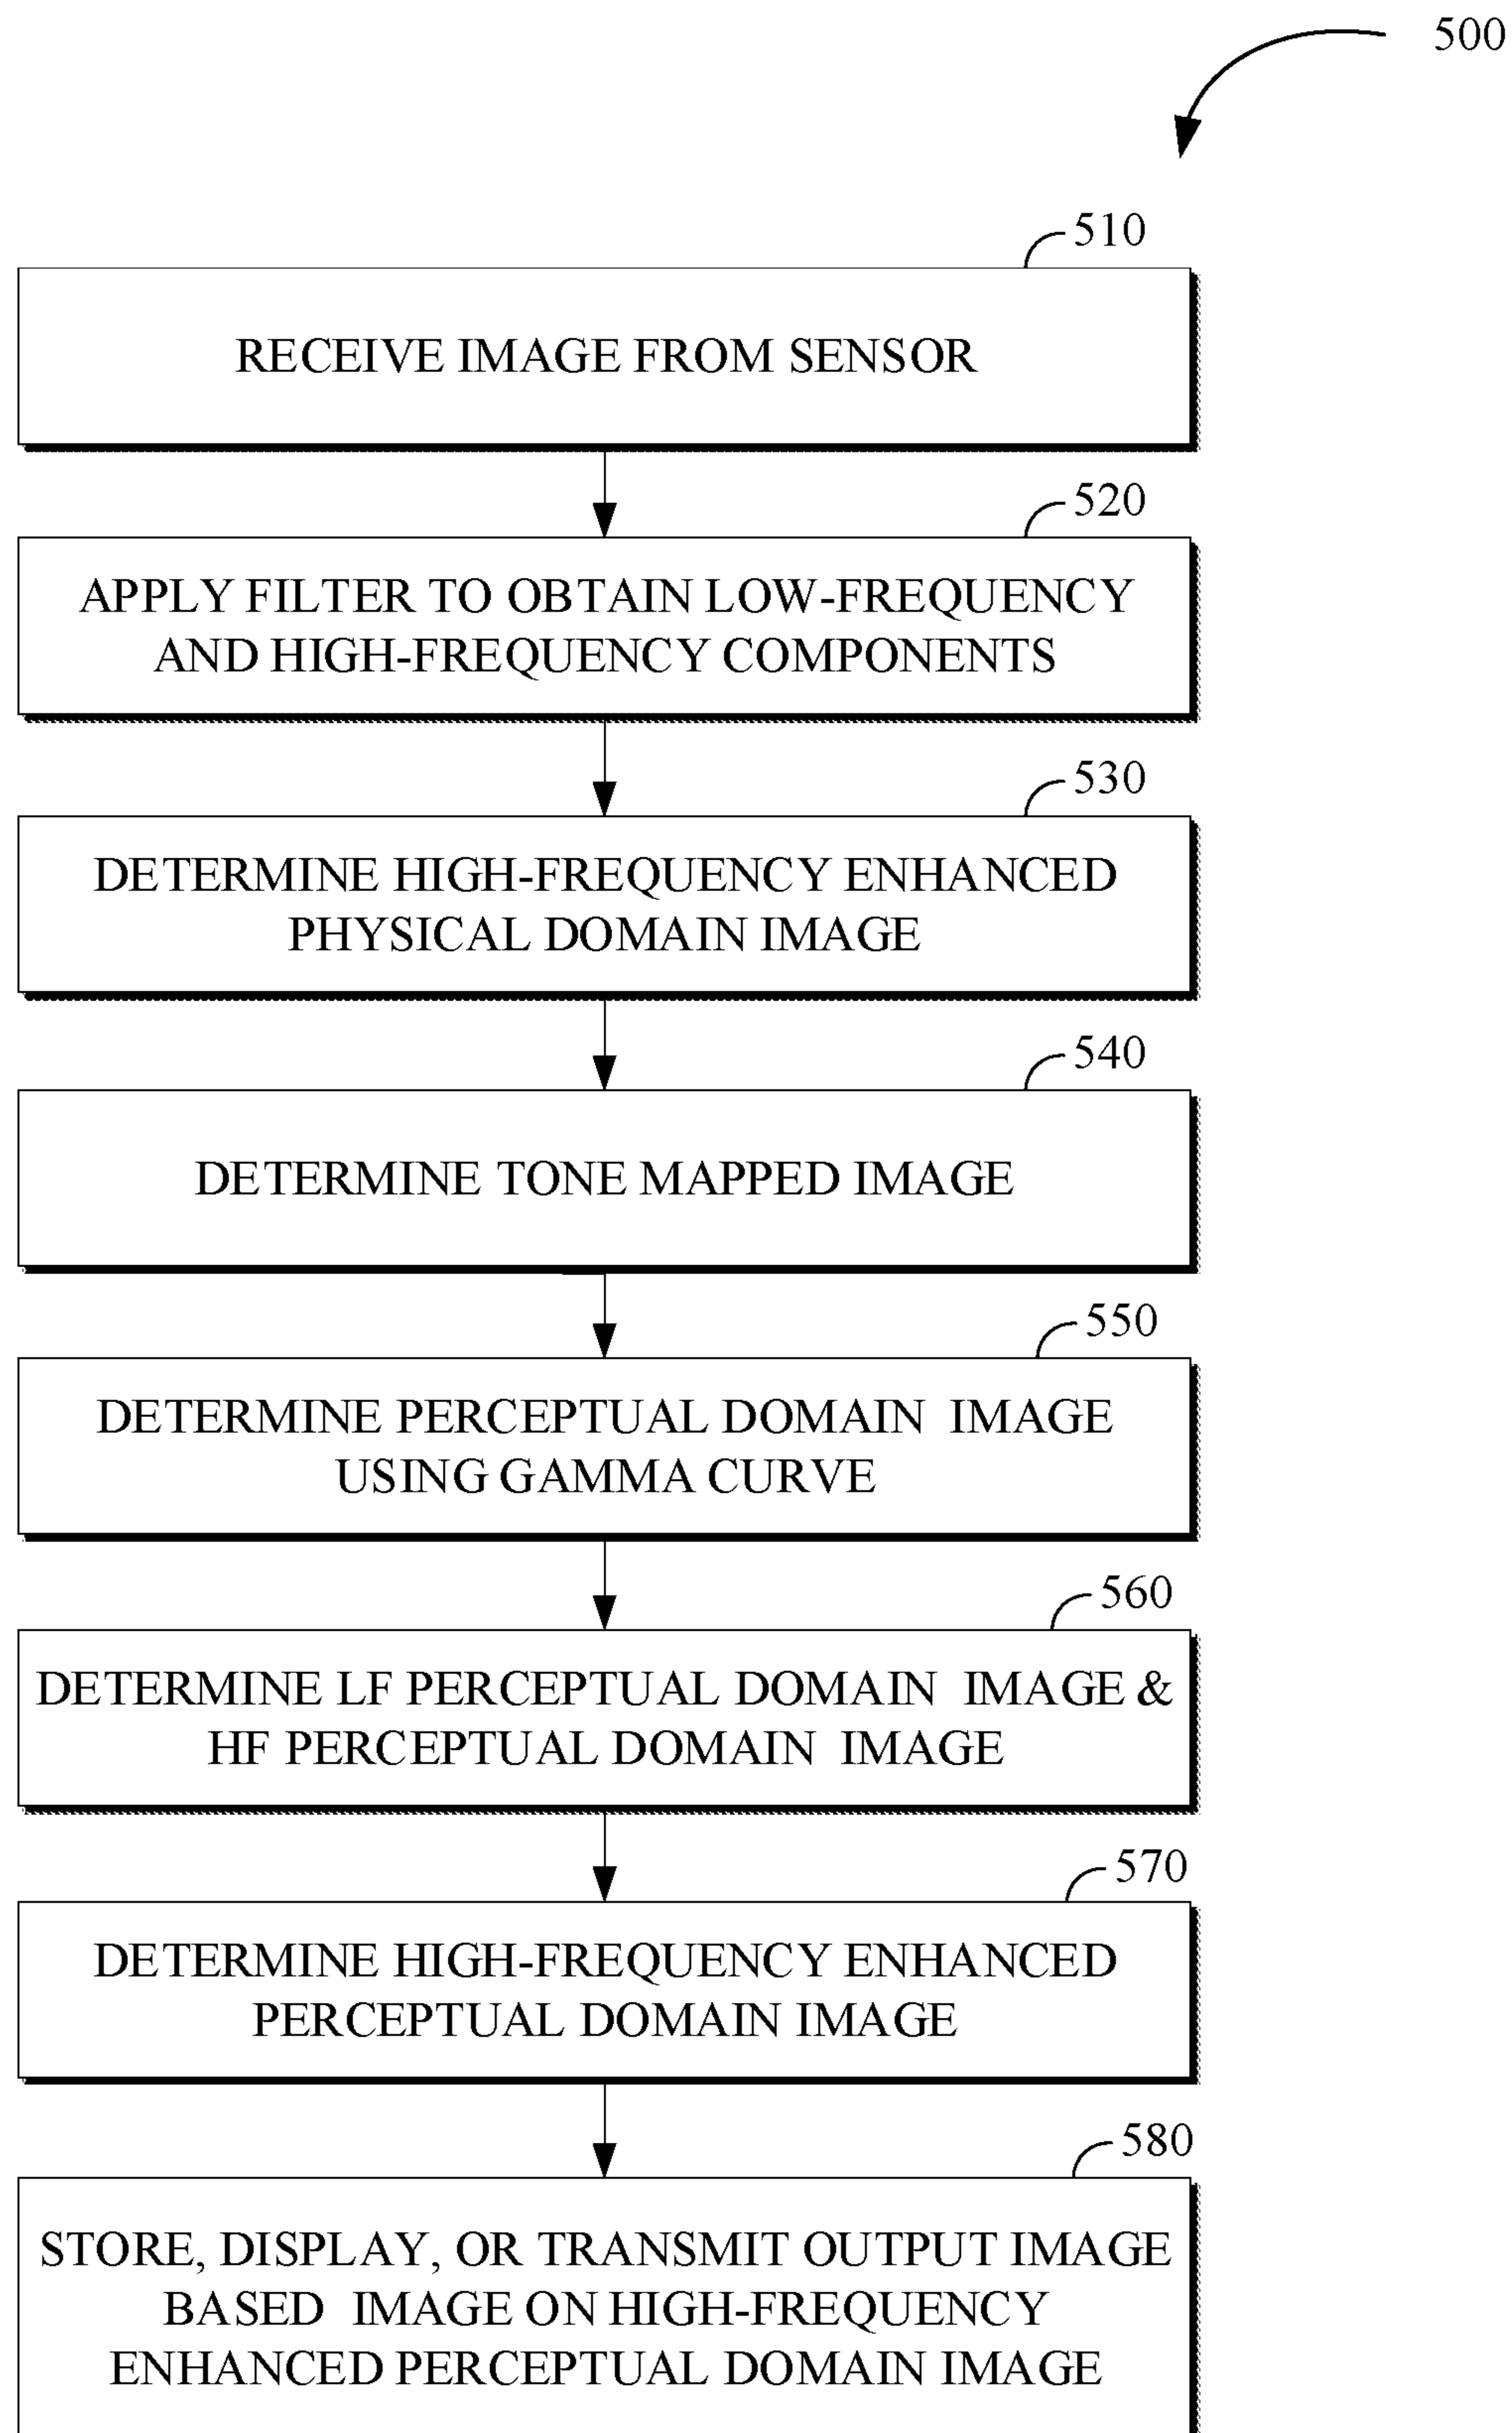 500
510
RECEIVE IMAGE FROM SENSOR
520
APPLY FILTER TO OBTAIN LOW-FREQUENCY
AND HIGH-FREQUENCY COMPONENTS
530
DETERMINE HIGH-FREQUENCY ENHANCED
PHYSICAL DOMAIN IMAGE
540
DETERMINE TONE MAPPED IMAGE
550
DETERMINE PERCEPTUAL DOMAIN IMAGE
USING GAMMA CURVE
560
DETERMINE LF PERCEPTUAL DOMAIN IMAGE &
HF PERCEPTUAL DOMAIN IMAGE
570
DETERMINE HIGH-FREQUENCY ENHANCED
PERCEPTUAL DOMAIN IMAGE
580
STORE, DISPLAY, OR TRANSMIT OUTPUT IMAGE
BASED IMAGE ON HIGH-FREQUENCY
ENHANCED PERCEPTUAL DOMAIN IMAGE